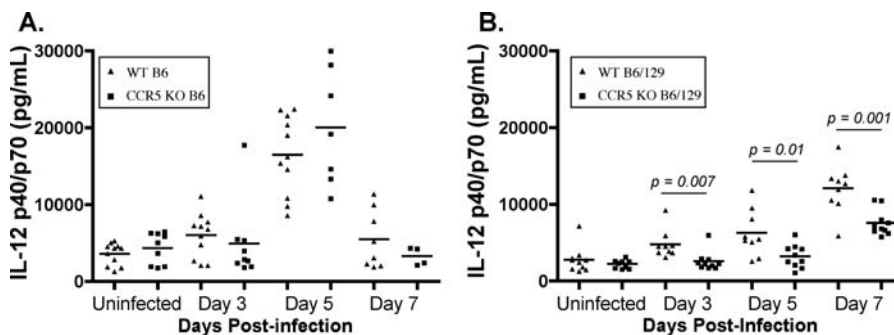 A.
IL-12 p40/p70 (pg/mL)
30000
20000
10000
0
WT B6
CCR5 KO B6
Uninfected Day 3 Day 5 Day 7
Days Post-infection
B.
IL-12 p40/p70 (pg/mL)
30000
20000
10000
0
WT B6/129
CCR5 KO B6/129
p = 0.007
p = 0.01
p = 0.001
Uninfected Day 3 Day 5 Day 7
Days Post-Infection